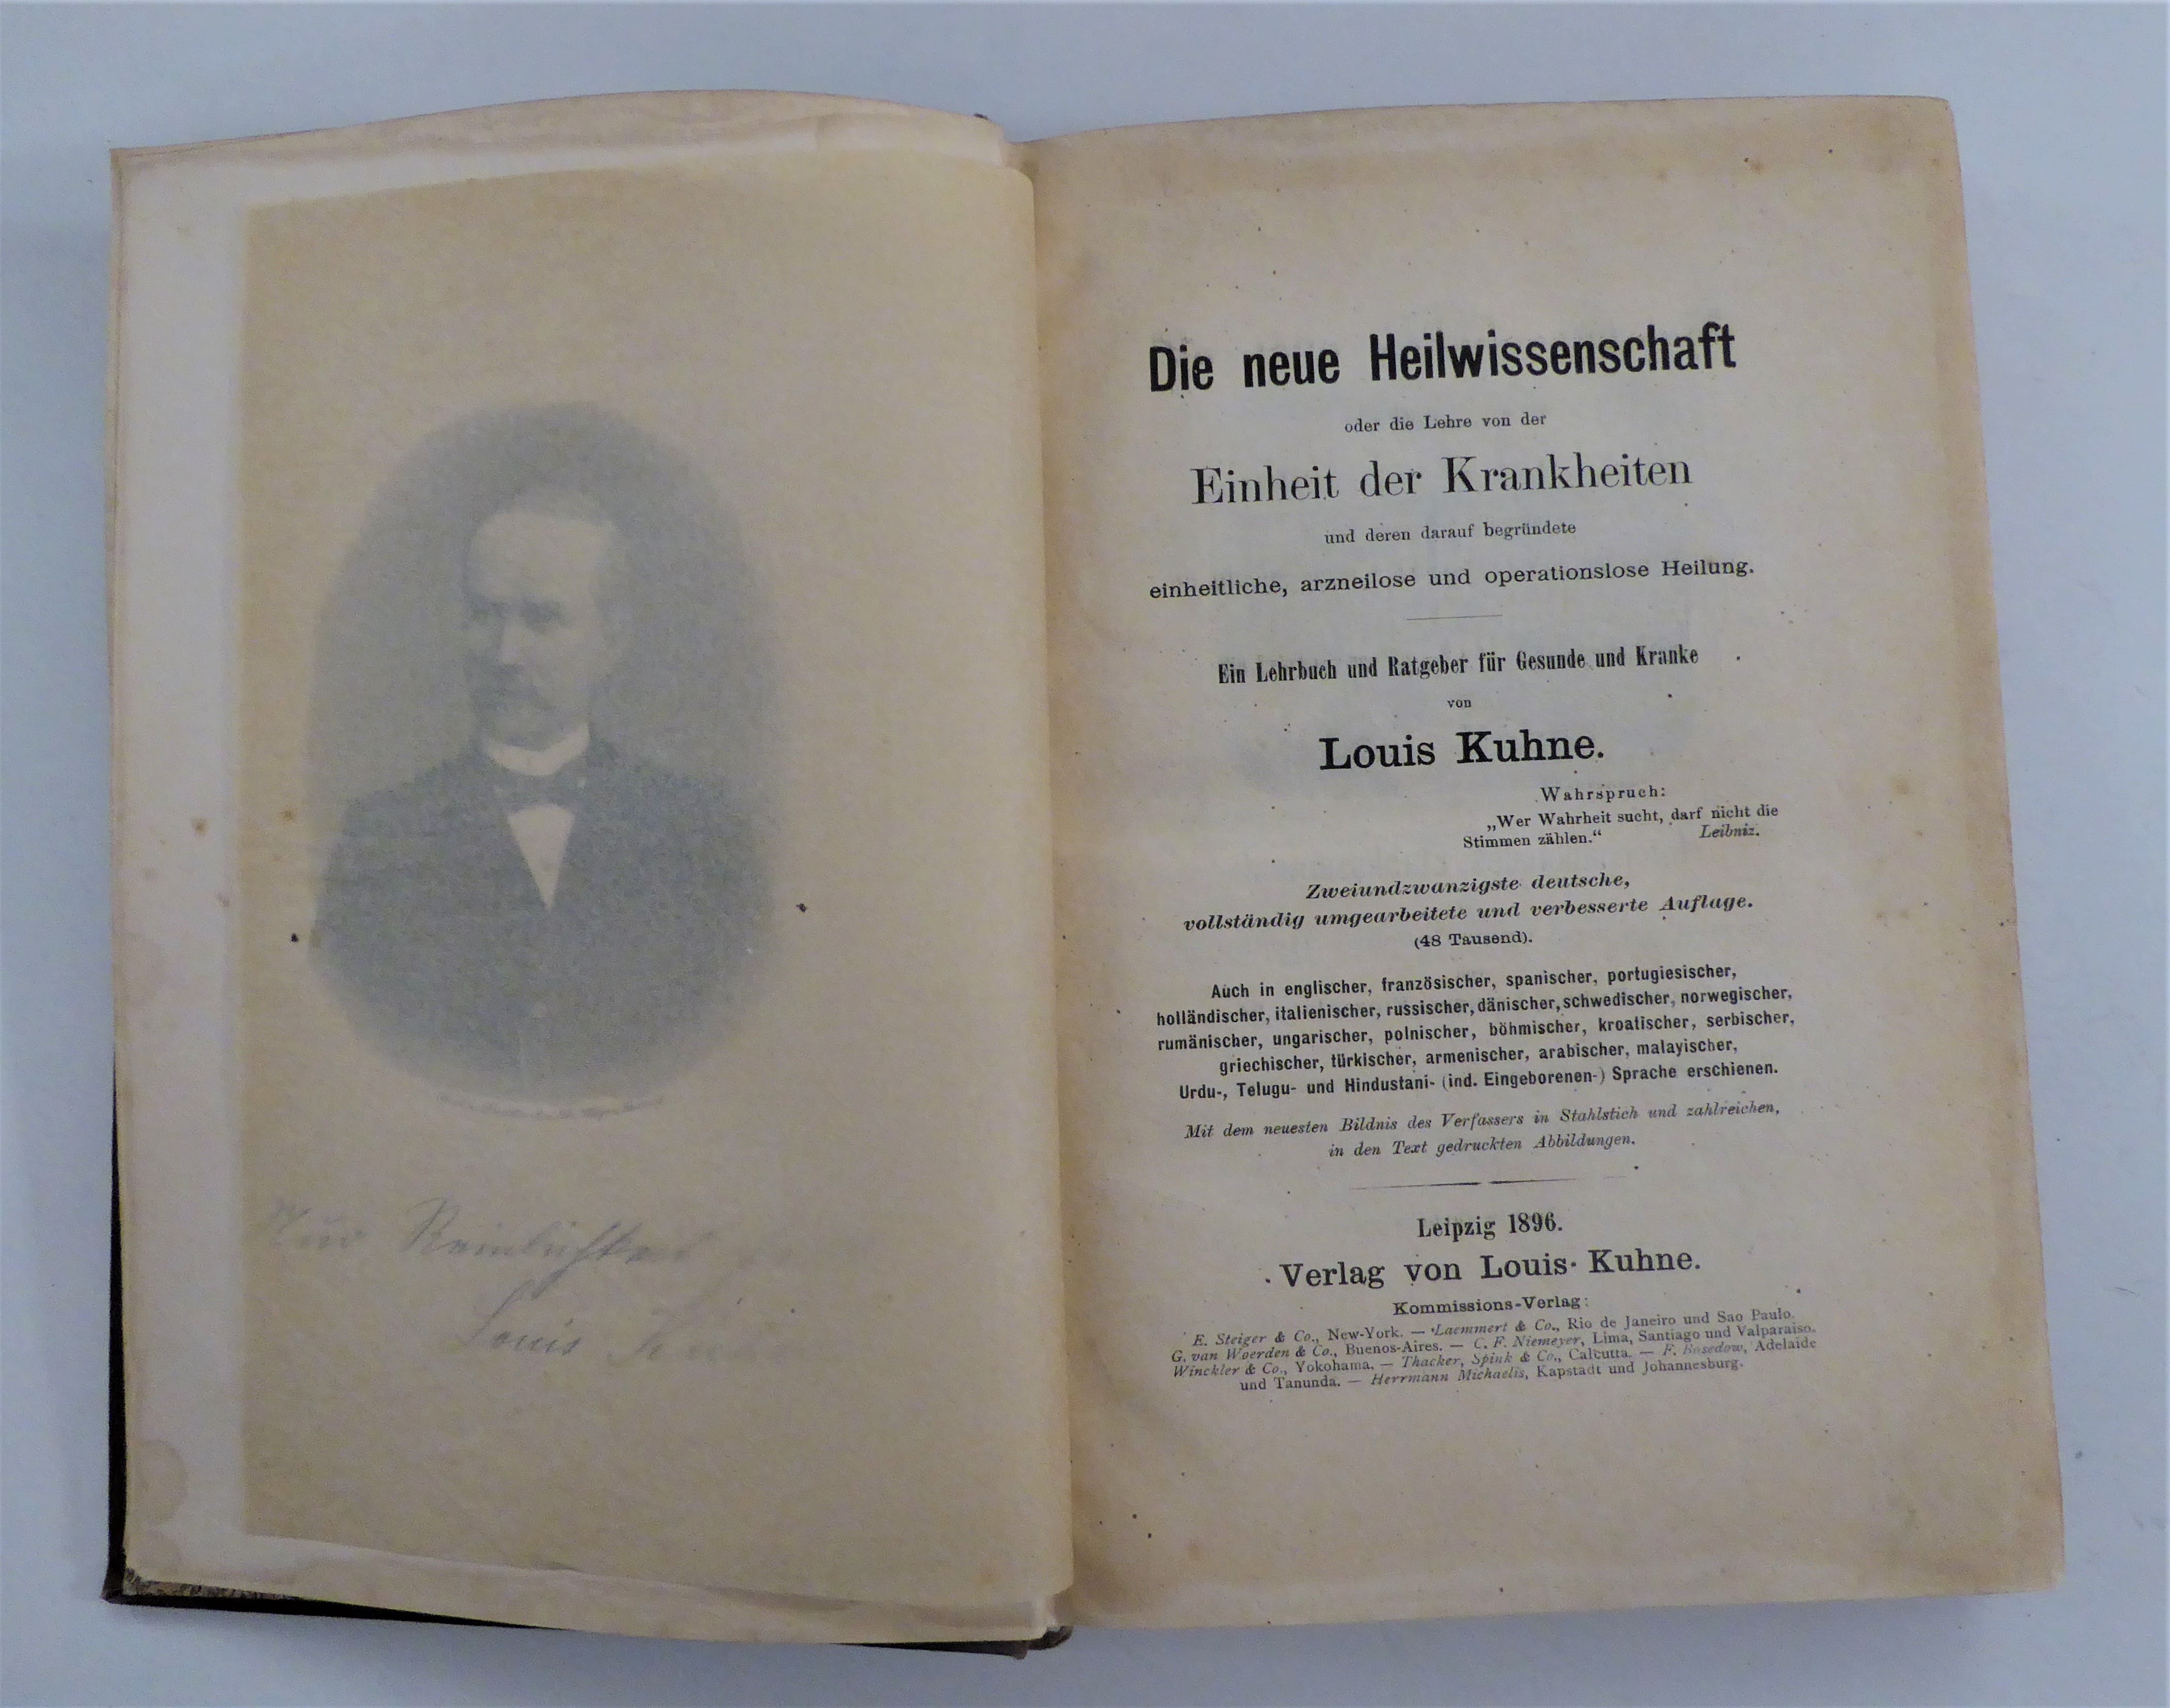 Nur Reinlichkeit
Louis
Die neue Heilwissenschaft
oder die Lehre von der
Einheit der Krankheiten
und deren darauf begründete
einheitliche, arzneilose und operationslose Heilung.
Ein Lehrbuch und Ratgeber für Gesunde und Kranke
von
Louis Kuhne.
Wahrspruch:
„Wer Wahrheit sucht, darf nicht die
Stimmen zählen.“ Leibniz.
Zweiundzwanzigste deutsche,
vollständig umgearbeitete und verbesserte Auflage.
(48 Tausend).
Auch in englischer, französischer, spanischer, portugiesischer,
holländischer, italienischer, russischer, dänischer, schwedischer, norwegischer,
rumänischer, ungarischer, polnischer, böhmischer, kroatischer, serbischer,
griechischer, türkischer, armenischer, arabischer, malayischer,
Urdu-, Telugu- und Hindustani- (ind. Eingeborenen-) Sprache erschienen.
Mit dem neuesten Bildnis des Verfassers in Stahlstich und zahlreichen,
in den Text gedruckten Abbildungen.
Leipzig 1896.
Verlag von Louis Kuhne.
Kommissions-Verlag:
E. Steiger & Co., New-York. — Laemmert & Co., Rio de Janeiro und Sao Paulo.
G. van Woerden & Co., Buenos-Aires. — C. F. Niemeyer, Lima, Santiago und Valparaiso.
Winckler & Co., Yokohama. — Thacker, Spink & Co., Calcutta. — F. Basedow, Adelaide
und Tanunda. — Herrmann Michaelis, Kapstadt und Johannesburg.